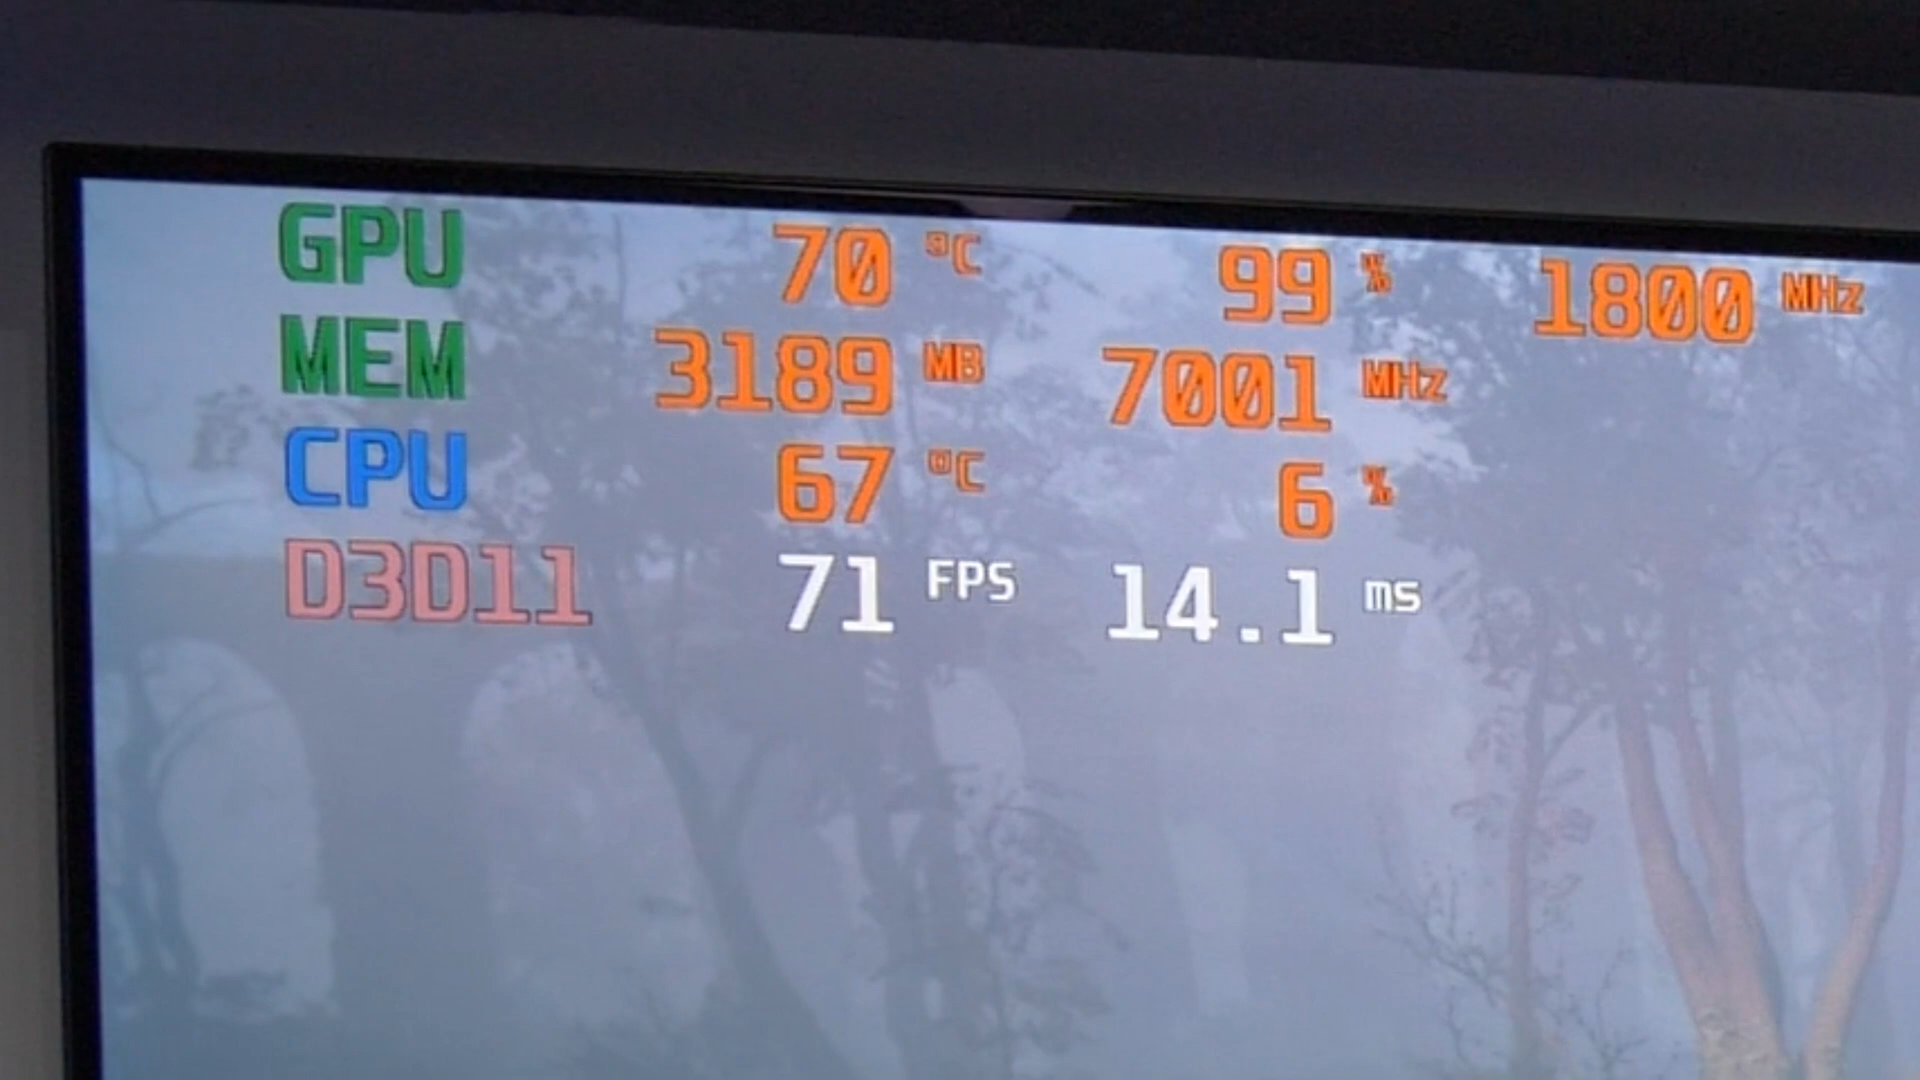 GPU 70 °C 99 % 1800 MHz
MEM 3189 MB 7001 MHz
CPU 67 °C 6 %
D3D11 71 FPS 14.1 ms